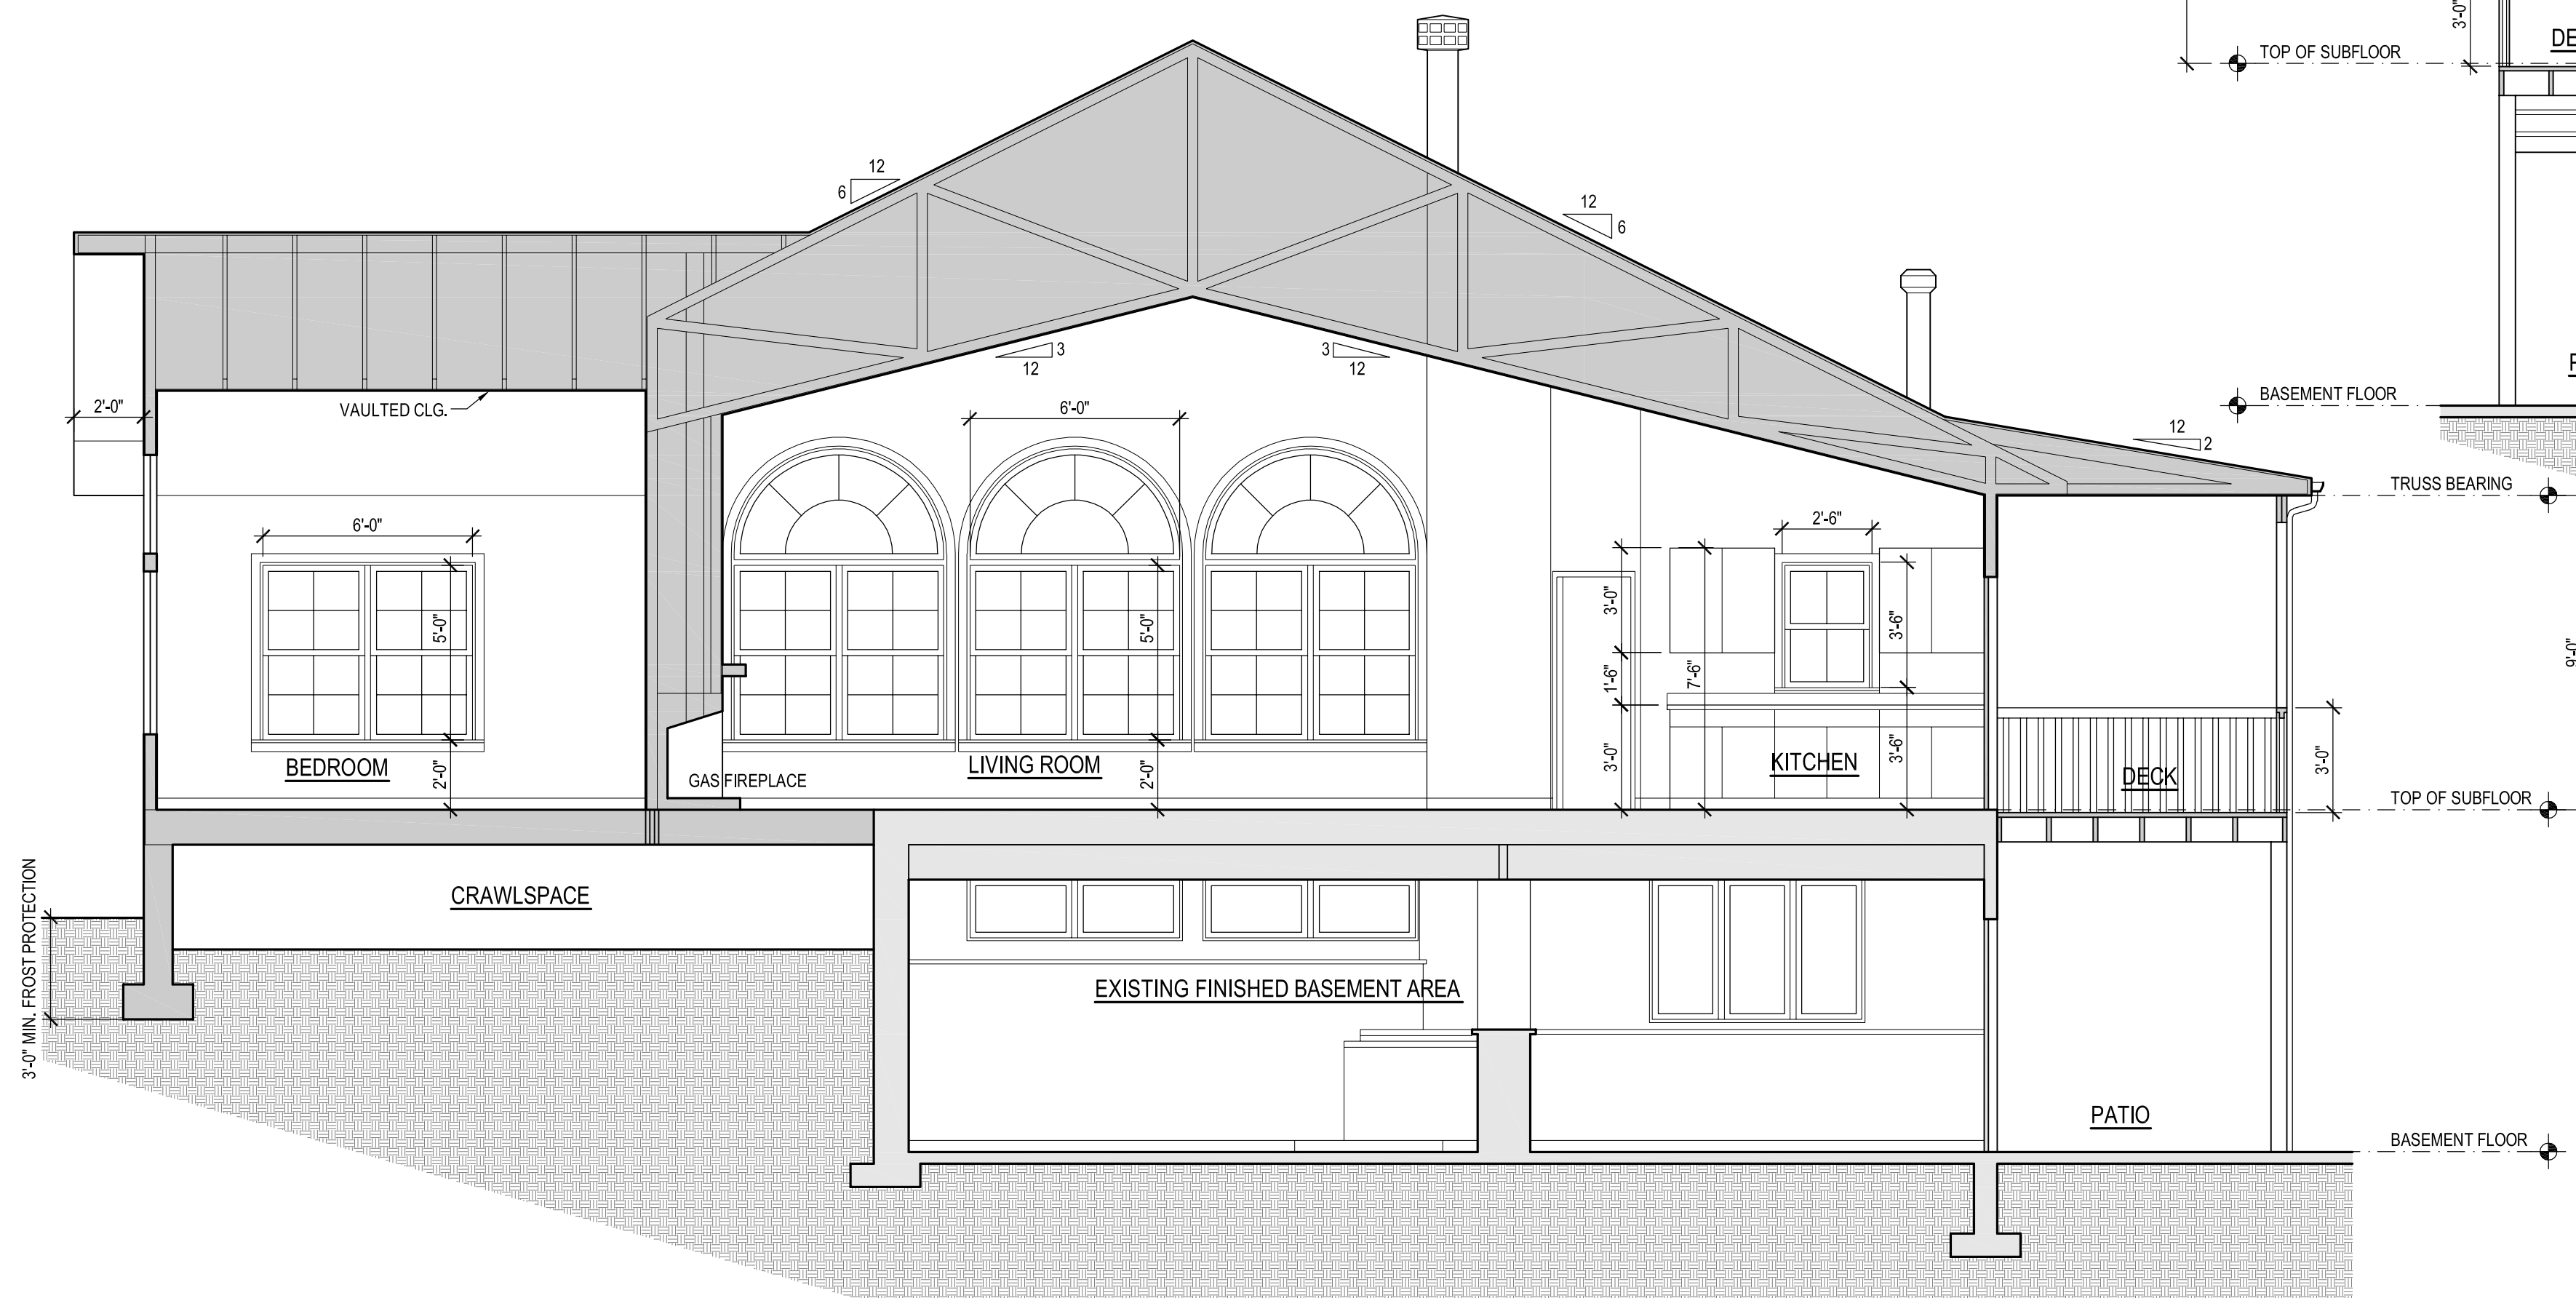 3'-0"
DE
TOP OF SUBFLOOR
12
6
12
6
BASEMENT FLOOR
3
12
3
12
2'-0"
VAULTED CLG.
6'-0"
12
2
TRUSS BEARING
6'-0"
2'-6"
5'-0"
5'-0"
3'-0"
1'-6"
7'-6"
3'-6"
9'-0"
BEDROOM
2'-0"
GAS FIREPLACE
LIVING ROOM
2'-0"
3'-0"
KITCHEN
3'-6"
DECK
3'-0"
TOP OF SUBFLOOR
3'-0" MIN. FROST PROTECTION
CRAWLSPACE
EXISTING FINISHED BASEMENT AREA
PATIO
BASEMENT FLOOR